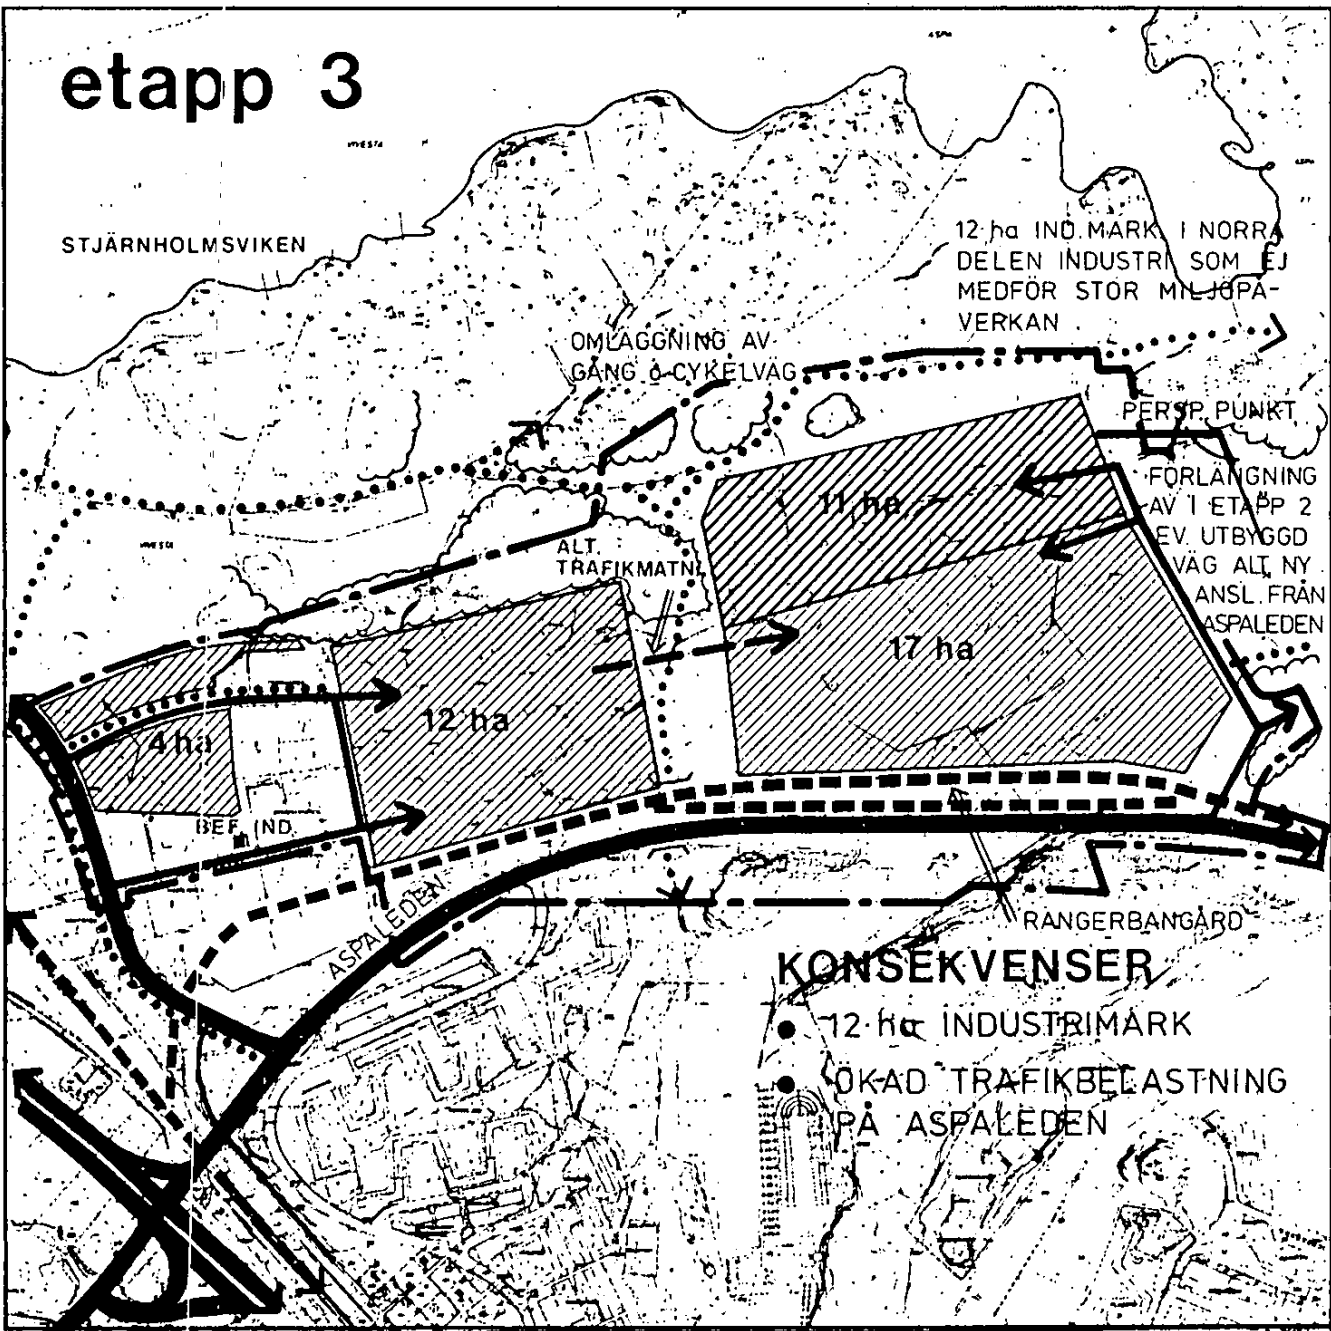 etapp 3
STJÄRNHOLMSVIKEN
12 ha IND. MARK. I NORRA
DELEN INDUSTRI SOM EJ
MEDFÖR STOR MILJÖPÅ-
VERKAN
OMLÄGGNING AV
GÅNG o CYKELVÄG
PERSP. PUNKT
FÖRLÄNGNING
AV I ETAPP 2
EV. UTBYGGD
VÄG ALT. NY
ANSL. FRÅN
ASPALEDEN
11 ha
ALT.
TRAFIKMATN.
17 ha
12 ha
4 ha
BEF. IND.
ASPALEDEN
RANGERBANGÅRD
KONSEKVENSER
12 ha INDUSTRIMARK
ÖKAD TRAFIKBELASTNING
PÅ ASPALEDEN